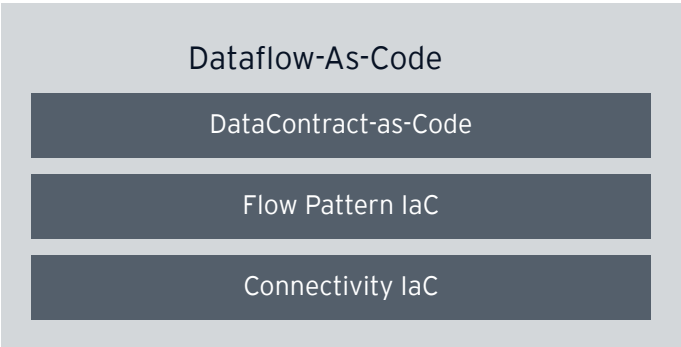 Dataflow-As-Code
DataContract-as-Code
Flow Pattern IaC
Connectivity IaC